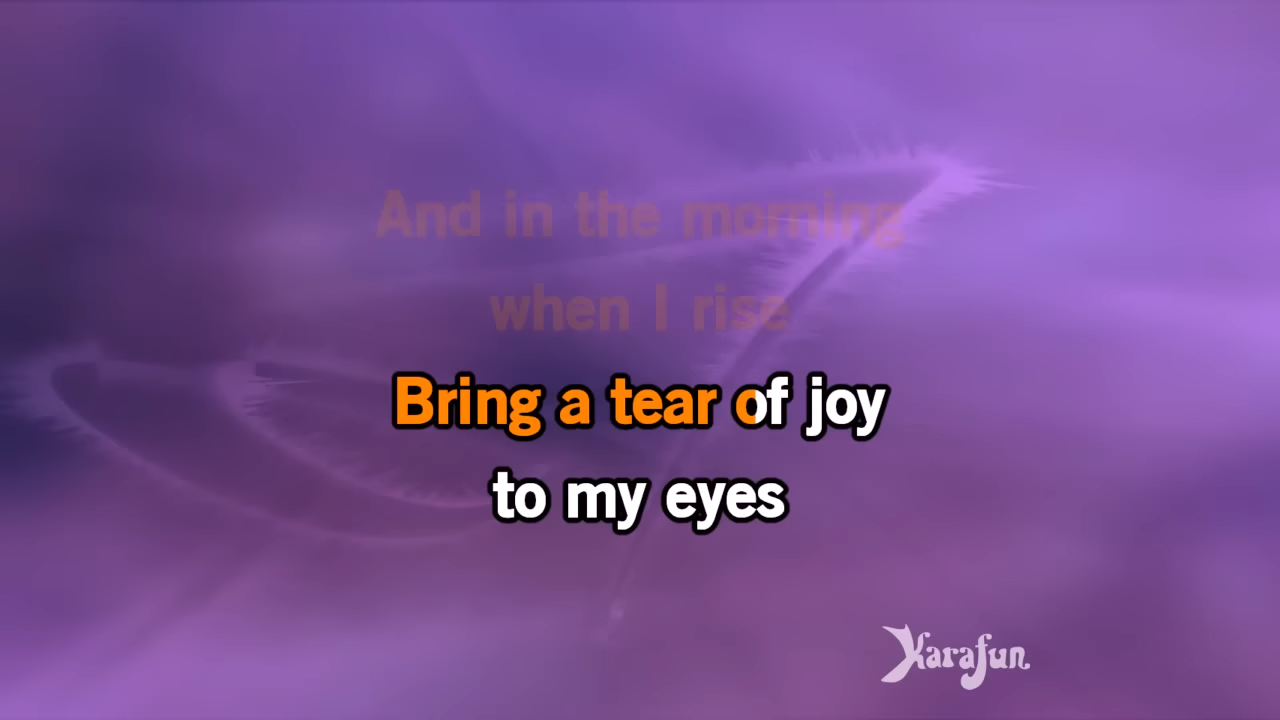 And in the morning
when I rise
Bring a tear of joy
to my eyes
Karafun